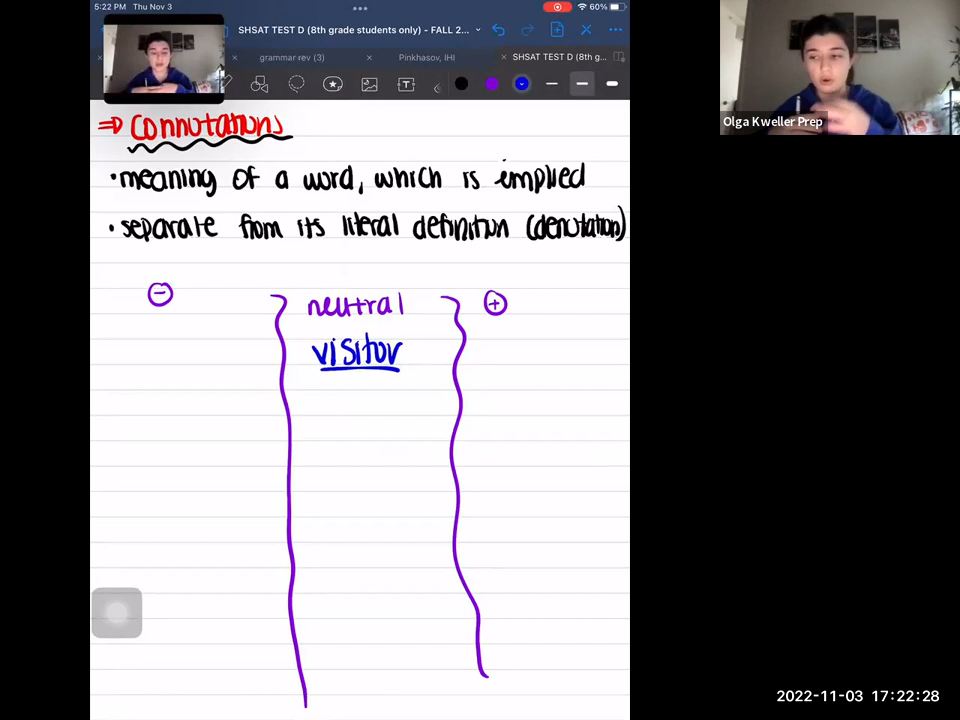 5:22 PM Thu Nov 3
60%
SHSAT TEST D (8th grade students only) - FALL 2...
grammar rev (3)
Pinkhasov, IHI
SHSAT TEST D (8th g...
Olga Kweller Prep
⇒ Connotations
• meaning of a word, which is implied
• separate from its literal definition (denotation)
⊖ neutral ⊕
visitor
2022-11-03 17:22:28